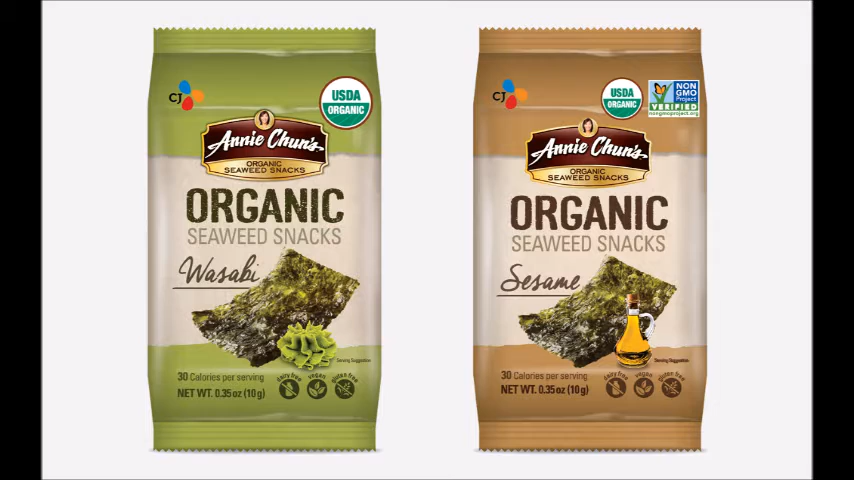 CJ
USDA
ORGANIC
Annie Chun's
ORGANIC
SEAWEED SNACKS
ORGANIC
SEAWEED SNACKS
Wasabi
Serving Suggestion
30 Calories per serving
NET WT. 0.35 oz (10g)
dairy free
vegan
gluten free
CJ
USDA
ORGANIC
NON
GMO
Project
VERIFIED
nongmoproject.org
Annie Chun's
ORGANIC
SEAWEED SNACKS
ORGANIC
SEAWEED SNACKS
Sesame
Serving Suggestion
30 Calories per serving
NET WT. 0.35 oz (10g)
dairy free
vegan
gluten free